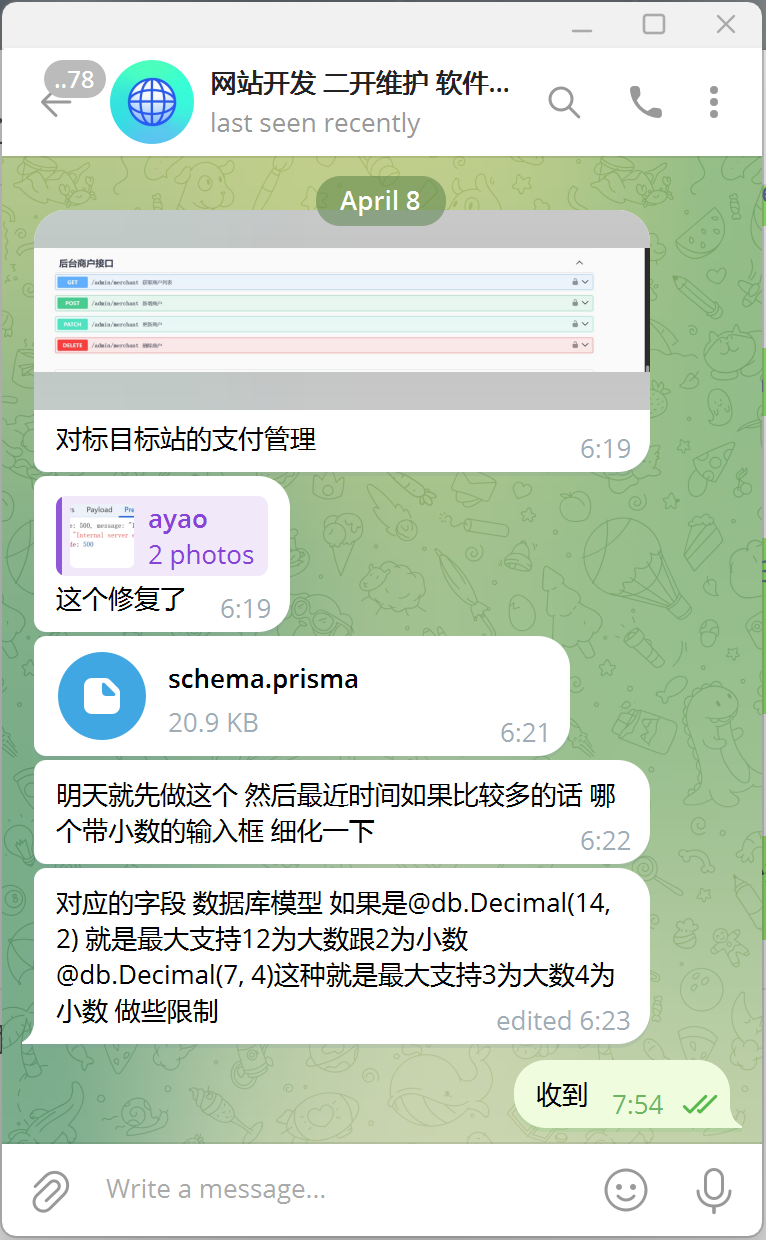 ..78
网站开发 二开维护 软件...
last seen recently
April 8
后台商户接口
GET /admin/merchant 获取商户列表
POST /admin/merchant 新增商户
PATCH /admin/merchant 更新商户
DELETE /admin/merchant 删除商户
对标目标站的支付管理
6:19
Payload Pre
: 500, message: "
"Internal server
de: 500
ayao
2 photos
这个修复了
6:19
schema.prisma
20.9 KB
6:21
明天就先做这个 然后最近时间如果比较多的话 哪
个带小数的输入框 细化一下
6:22
对应的字段 数据库模型 如果是@db.Decimal(14,
2) 就是最大支持12为大数跟2为小数
@db.Decimal(7, 4)这种就是最大支持3为大数4为
小数 做些限制
edited 6:23
收到
7:54
Write a message...